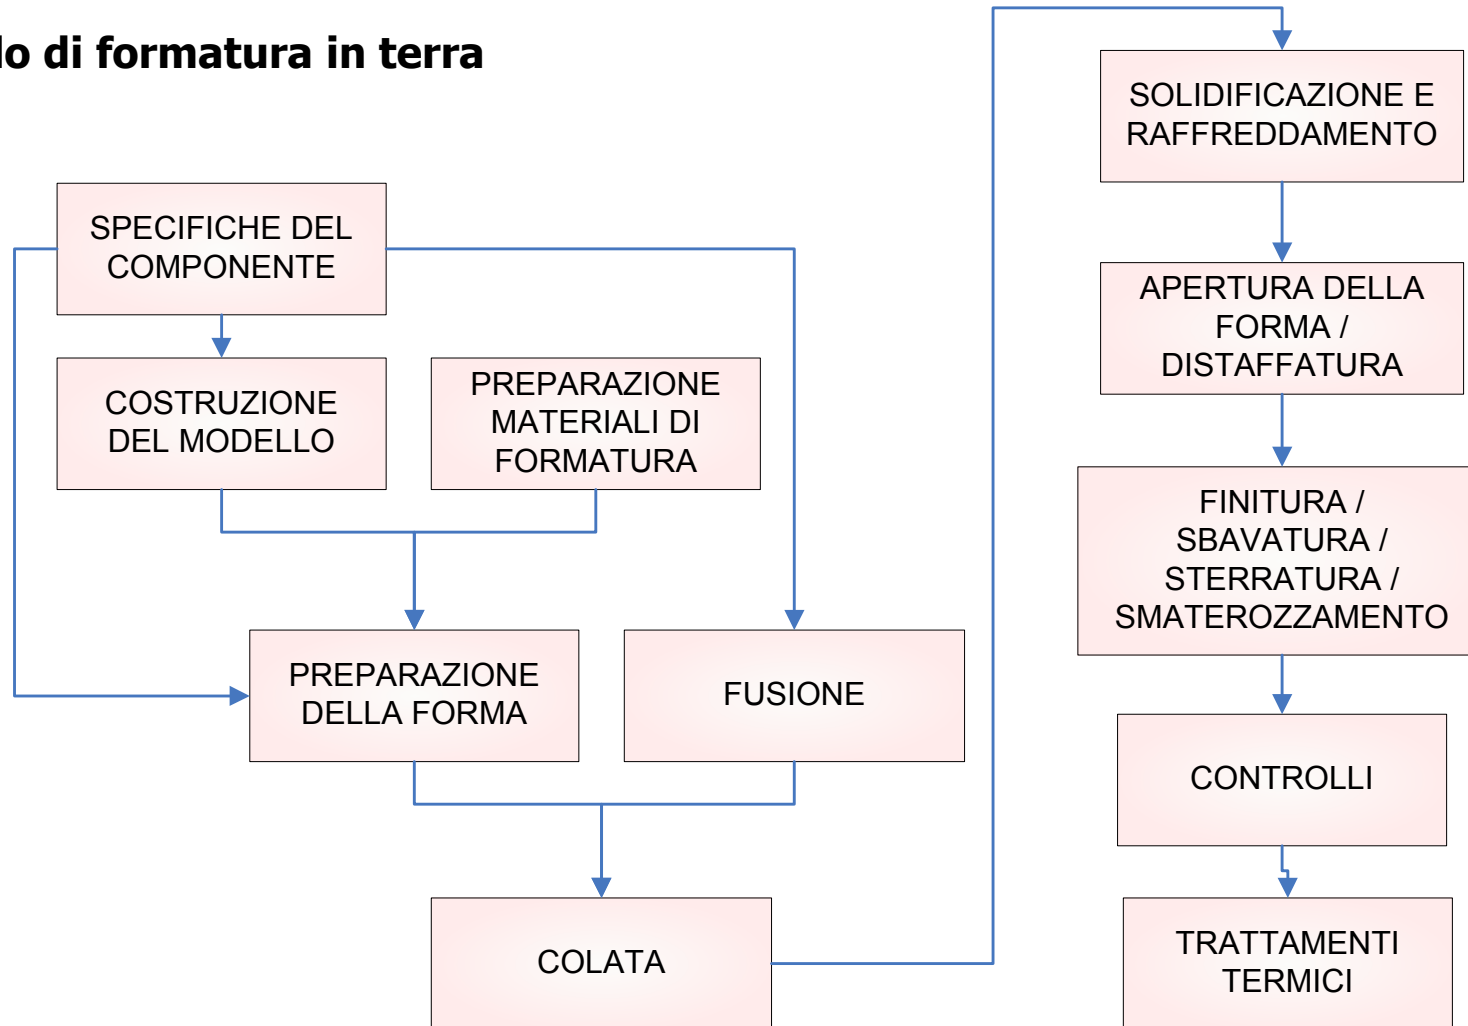 di formatura in terra
SPECIFICHE DEL
COMPONENTE
COSTRUZIONE
DEL MODELLO
PREPARAZIONE
MATERIALI DI
FORMATURA
PREPARAZIONE
DELLA FORMA
FUSIONE
COLATA
SOLIDIFICAZIONE E
RAFFREDDAMENTO
APERTURA DELLA
FORMA /
DISTAFFATURA
FINITURA /
SBAVATURA /
STERRATURA /
SMATEROZZAMENTO
CONTROLLI
TRATTAMENTI
TERMICI